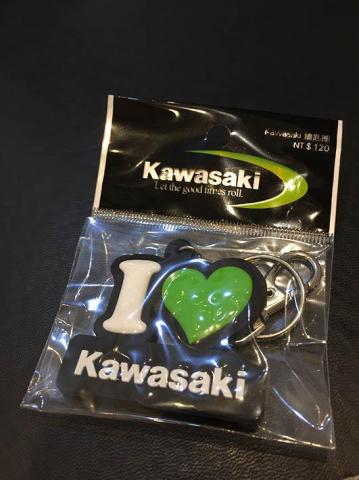 Kawasaki 鑰匙圈
NT$120
Kawasaki
Let the good times roll.
I
Kawasaki